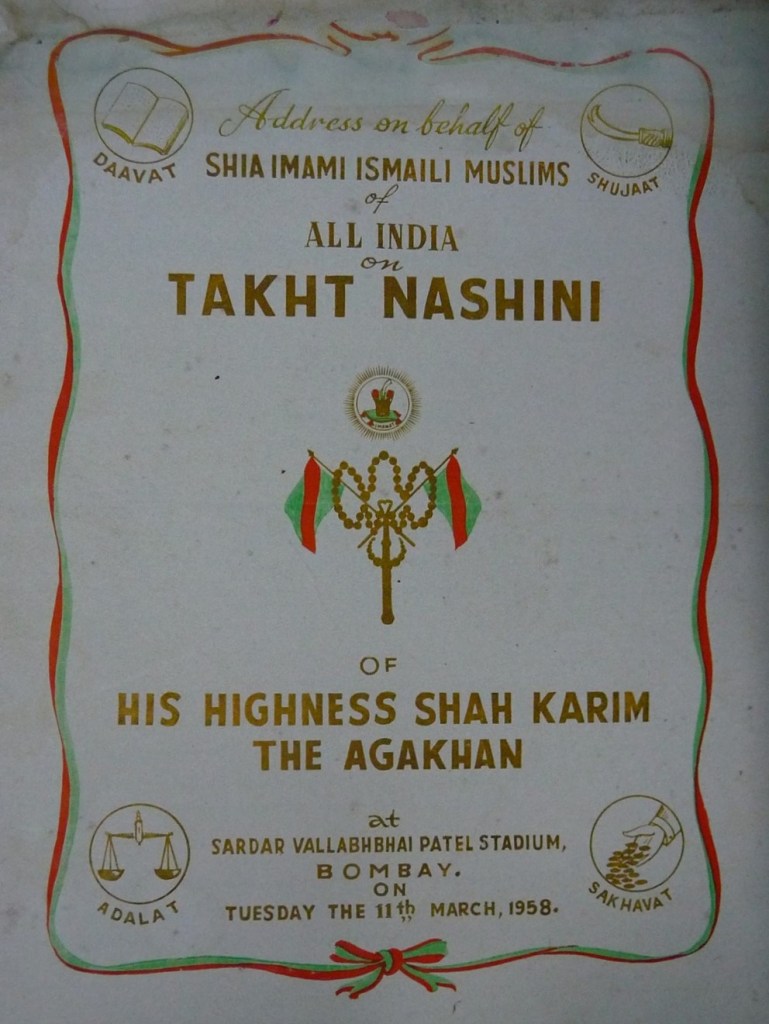 DAAVAT
Address on behalf of
SHUJAAT
SHIA IMAMI ISMAILI MUSLIMS
of
ALL INDIA
on
TAKHT NASHINI
OF
HIS HIGHNESS SHAH KARIM
THE AGAKHAN
at
SARDAR VALLABHBHAI PATEL STADIUM,
BOMBAY.
ON
TUESDAY THE 11th MARCH, 1958.
ADALAT
SAKHAVAT